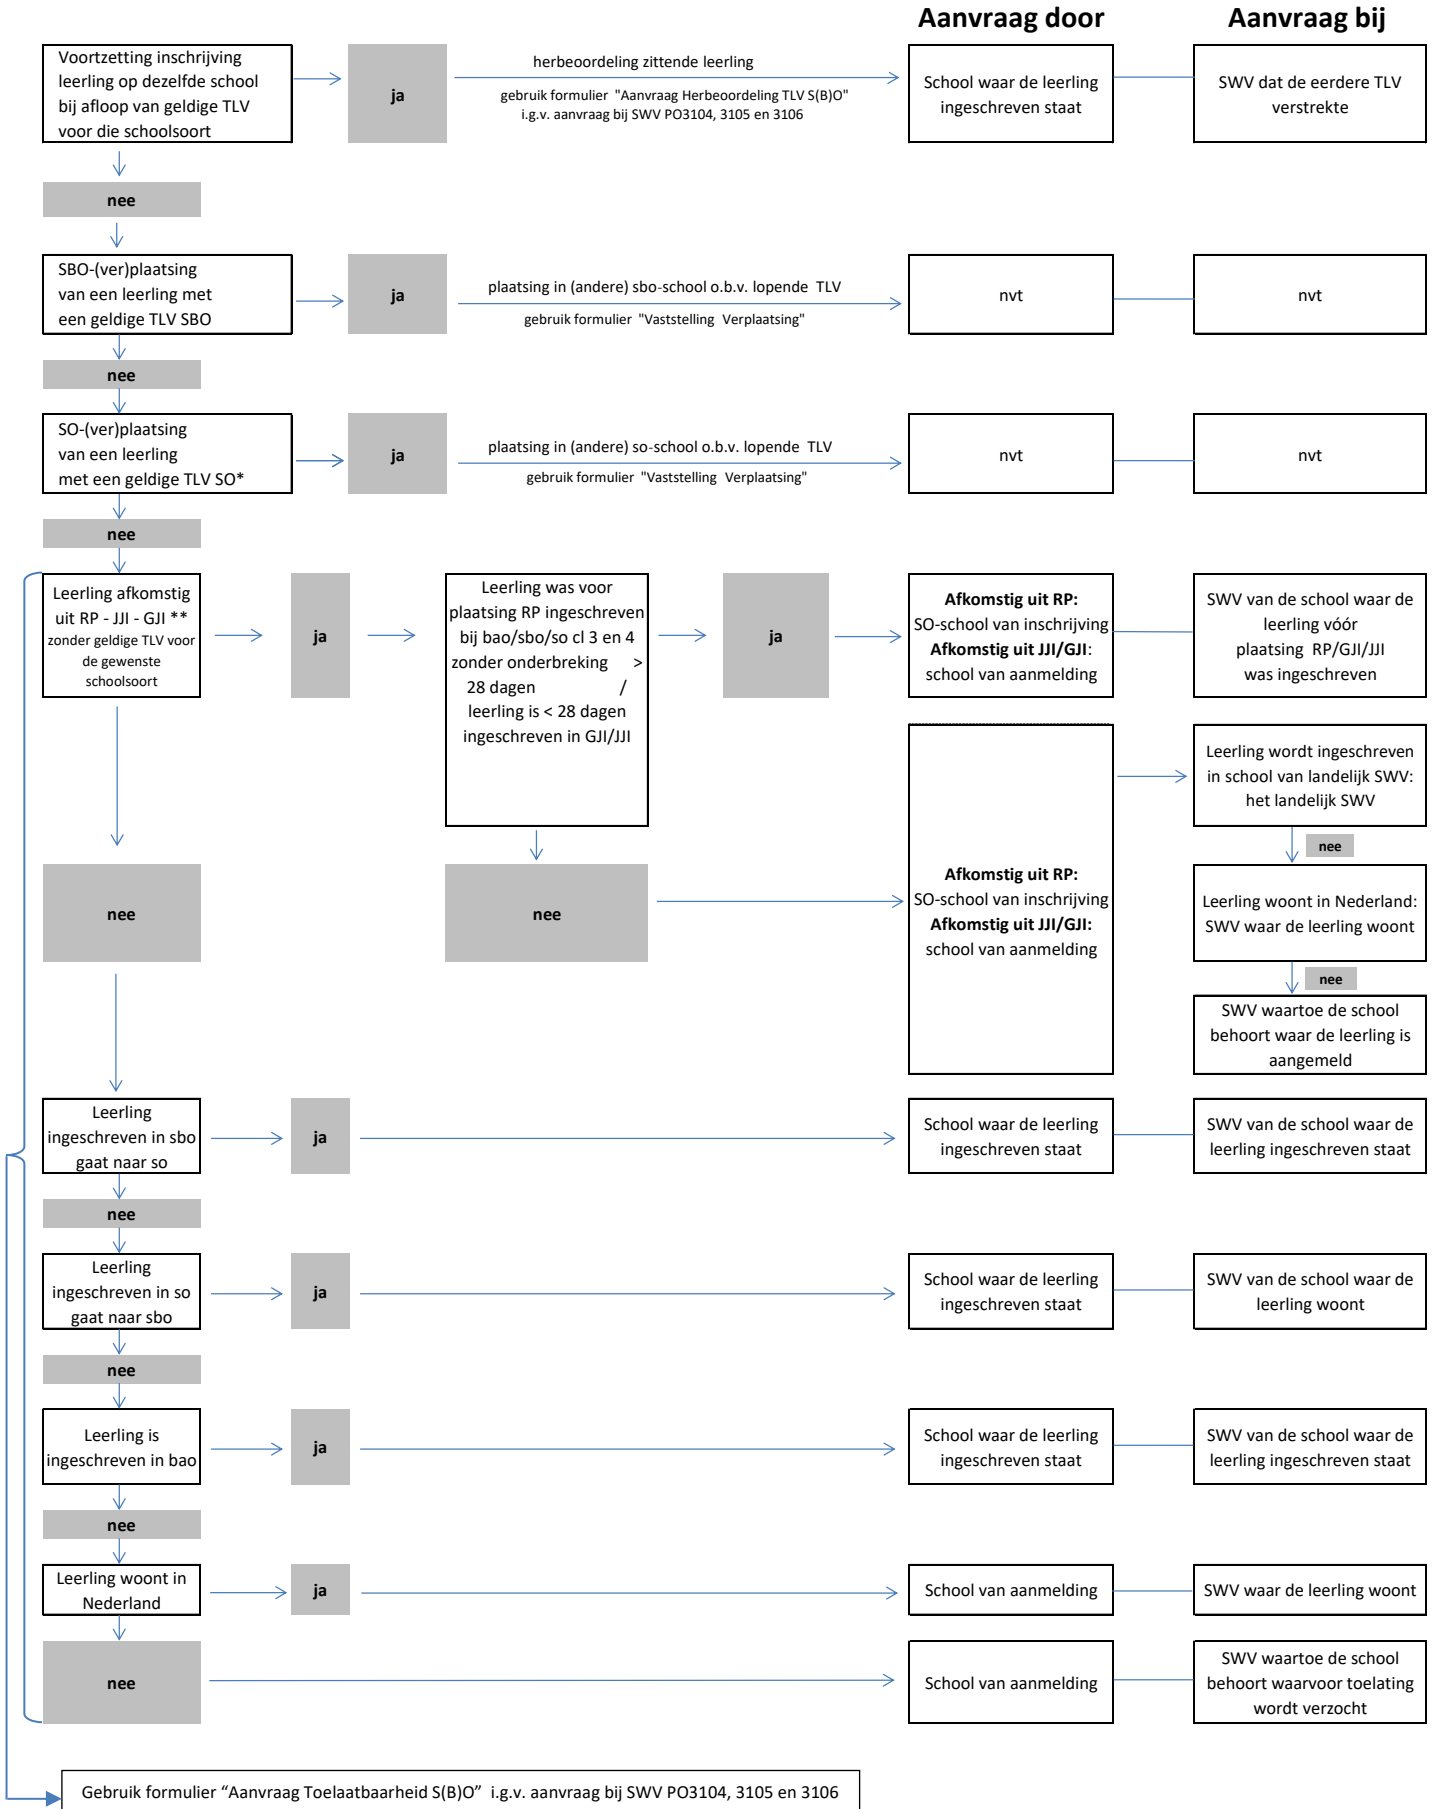 Aanvraag door
Aanvraag bij
Voortzetting inschrijving
leerling op dezelfde school
bij afloop van geldige TLV
voor die schoolsoort
ja
herbeoordeling zittende leerling
gebruik formulier "Aanvraag Herbeoordeling TLV S(B)O"
i.g.v. aanvraag bij SWV PO3104, 3105 en 3106
School waar de leerling
ingeschreven staat
SWV dat de eerdere TLV
verstrekte
nee
SBO-(ver)plaatsing
van een leerling met
een geldige TLV SBO
ja
plaatsing in (andere) sbo-school o.b.v. lopende TLV
gebruik formulier "Vaststelling Verplaatsing"
nvt
nvt
nee
SO-(ver)plaatsing
van een leerling
met een geldige TLV SO*
ja
plaatsing in (andere) so-school o.b.v. lopende TLV
gebruik formulier "Vaststelling Verplaatsing"
nvt
nvt
nee
Leerling afkomstig
uit RP - JJI - GJI **
zonder geldige TLV voor
de gewenste
schoolsoort
ja
Leerling was voor
plaatsing RP ingeschreven
bij bao/sbo/so cl 3 en 4
zonder onderbreking >
28 dagen /
leerling is < 28 dagen
ingeschreven in GJI/JJI
ja
Afkomstig uit RP:
SO-school van inschrijving
Afkomstig uit JJI/GJI:
school van aanmelding
SWV van de school waar de
leerling vóór
plaatsing RP/GJI/JJI
was ingeschreven
Leerling wordt ingeschreven
in school van landelijk SWV:
het landelijk SWV
nee
nee
nee
Afkomstig uit RP:
SO-school van inschrijving
Afkomstig uit JJI/GJI:
school van aanmelding
Leerling woont in Nederland:
SWV waar de leerling woont
nee
SWV waartoe de school
behoort waar de leerling is
aangemeld
Leerling
ingeschreven in sbo
gaat naar so
ja
School waar de leerling
ingeschreven staat
SWV van de school waar de
leerling ingeschreven staat
nee
Leerling
ingeschreven in so
gaat naar sbo
ja
School waar de leerling
ingeschreven staat
SWV van de school waar de
leerling woont
nee
Leerling is
ingeschreven in bao
ja
School waar de leerling
ingeschreven staat
SWV van de school waar de
leerling ingeschreven staat
nee
Leerling woont in
Nederland
ja
School van aanmelding
SWV waar de leerling woont
nee
School van aanmelding
SWV waartoe de school
behoort waarvoor toelating
wordt verzocht
Gebruik formulier “Aanvraag Toelaatbaarheid S(B)O” i.g.v. aanvraag bij SWV PO3104, 3105 en 3106